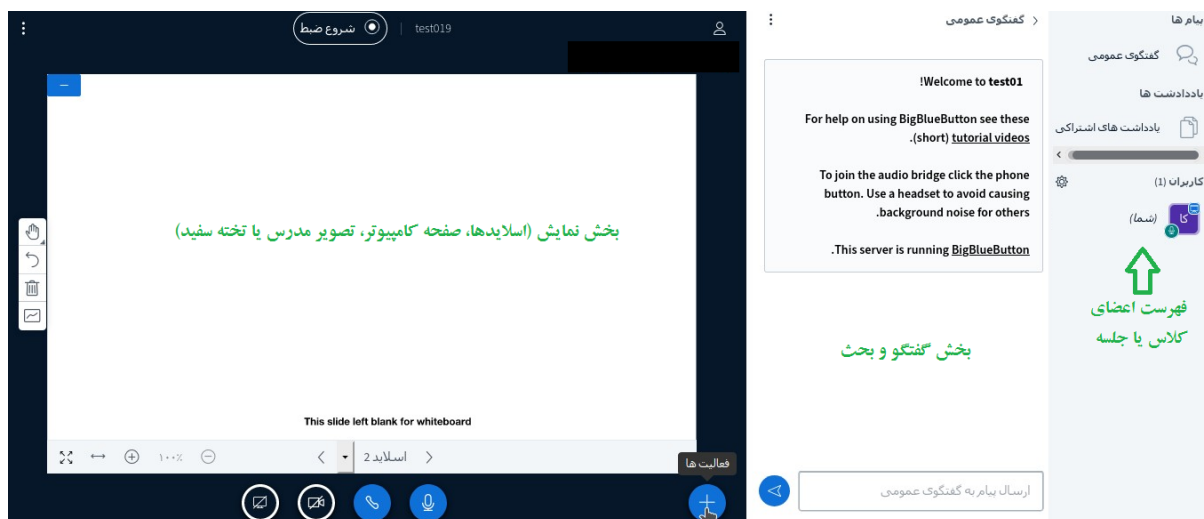 پیام ها
گفتگوی عمومی
یادداشت ها
یادداشت های اشتراکی
کاربران (1)
کا
(شما)
فهرست اعضای
کلاس یا جلسه
گفتگوی عمومی
Welcome to test01!
For help on using BigBlueButton see these
(short) tutorial videos.
To join the audio bridge click the phone
button. Use a headset to avoid causing
background noise for others.
This server is running BigBlueButton.
بخش گفتگو و بحث
ارسال پیام به گفتگوی عمومی
test019 | شروع ضبط
بخش نمایش (اسلایدها، صفحه کامپیوتر، تصویر مدرس یا تخته سفید)
This slide left blank for whiteboard
اسلاید 2
۱۰۰٪
فعالیت ها